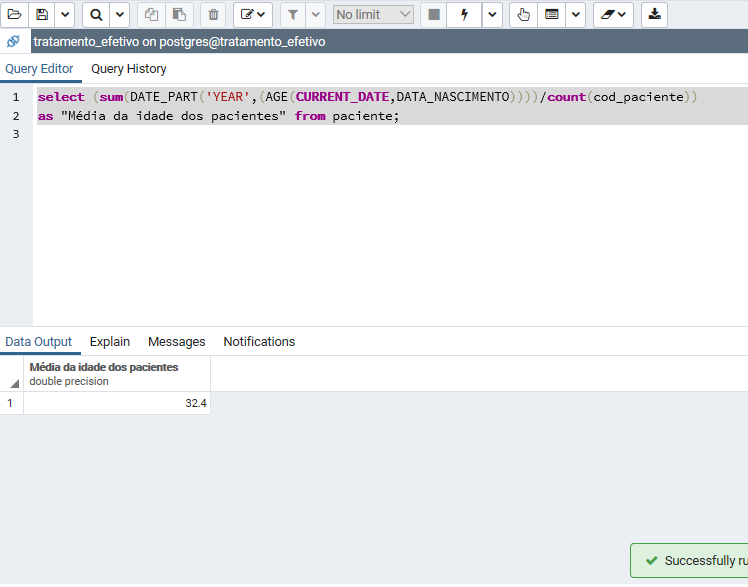 No limit
tratamento_efetivo on postgres@tratamento_efetivo
Query Editor Query History
1 select (sum(DATE_PART('YEAR',(AGE(CURRENT_DATE,DATA_NASCIMENTO))))/count(cod_paciente))
2 as "Média da idade dos pacientes" from paciente;
3
Data Output Explain Messages Notifications
Média da idade dos pacientes
double precision
1 32.4
Successfully ru